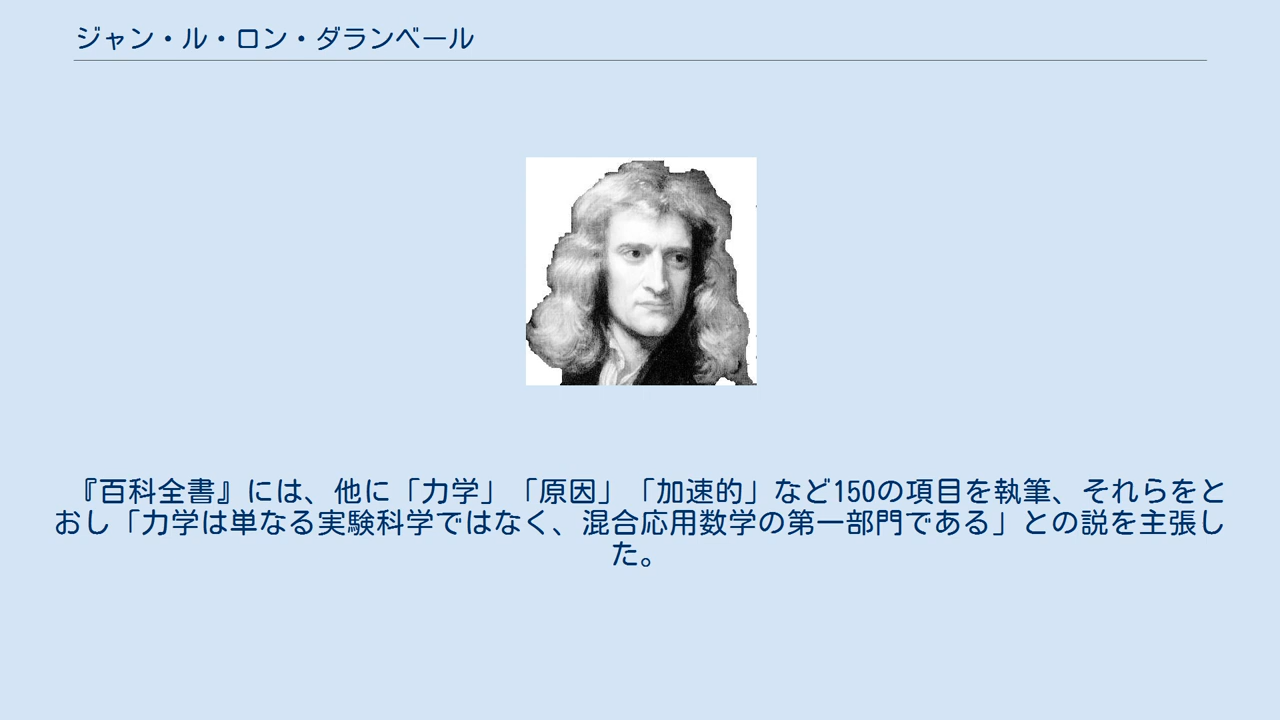 ジャン・ル・ロン・ダランベール
『百科全書』には、他に「力学」「原因」「加速的」など150の項目を執筆、それらをと
おし「力学は単なる実験科学ではなく、混合応用数学の第一部門である」との説を主張し
た。